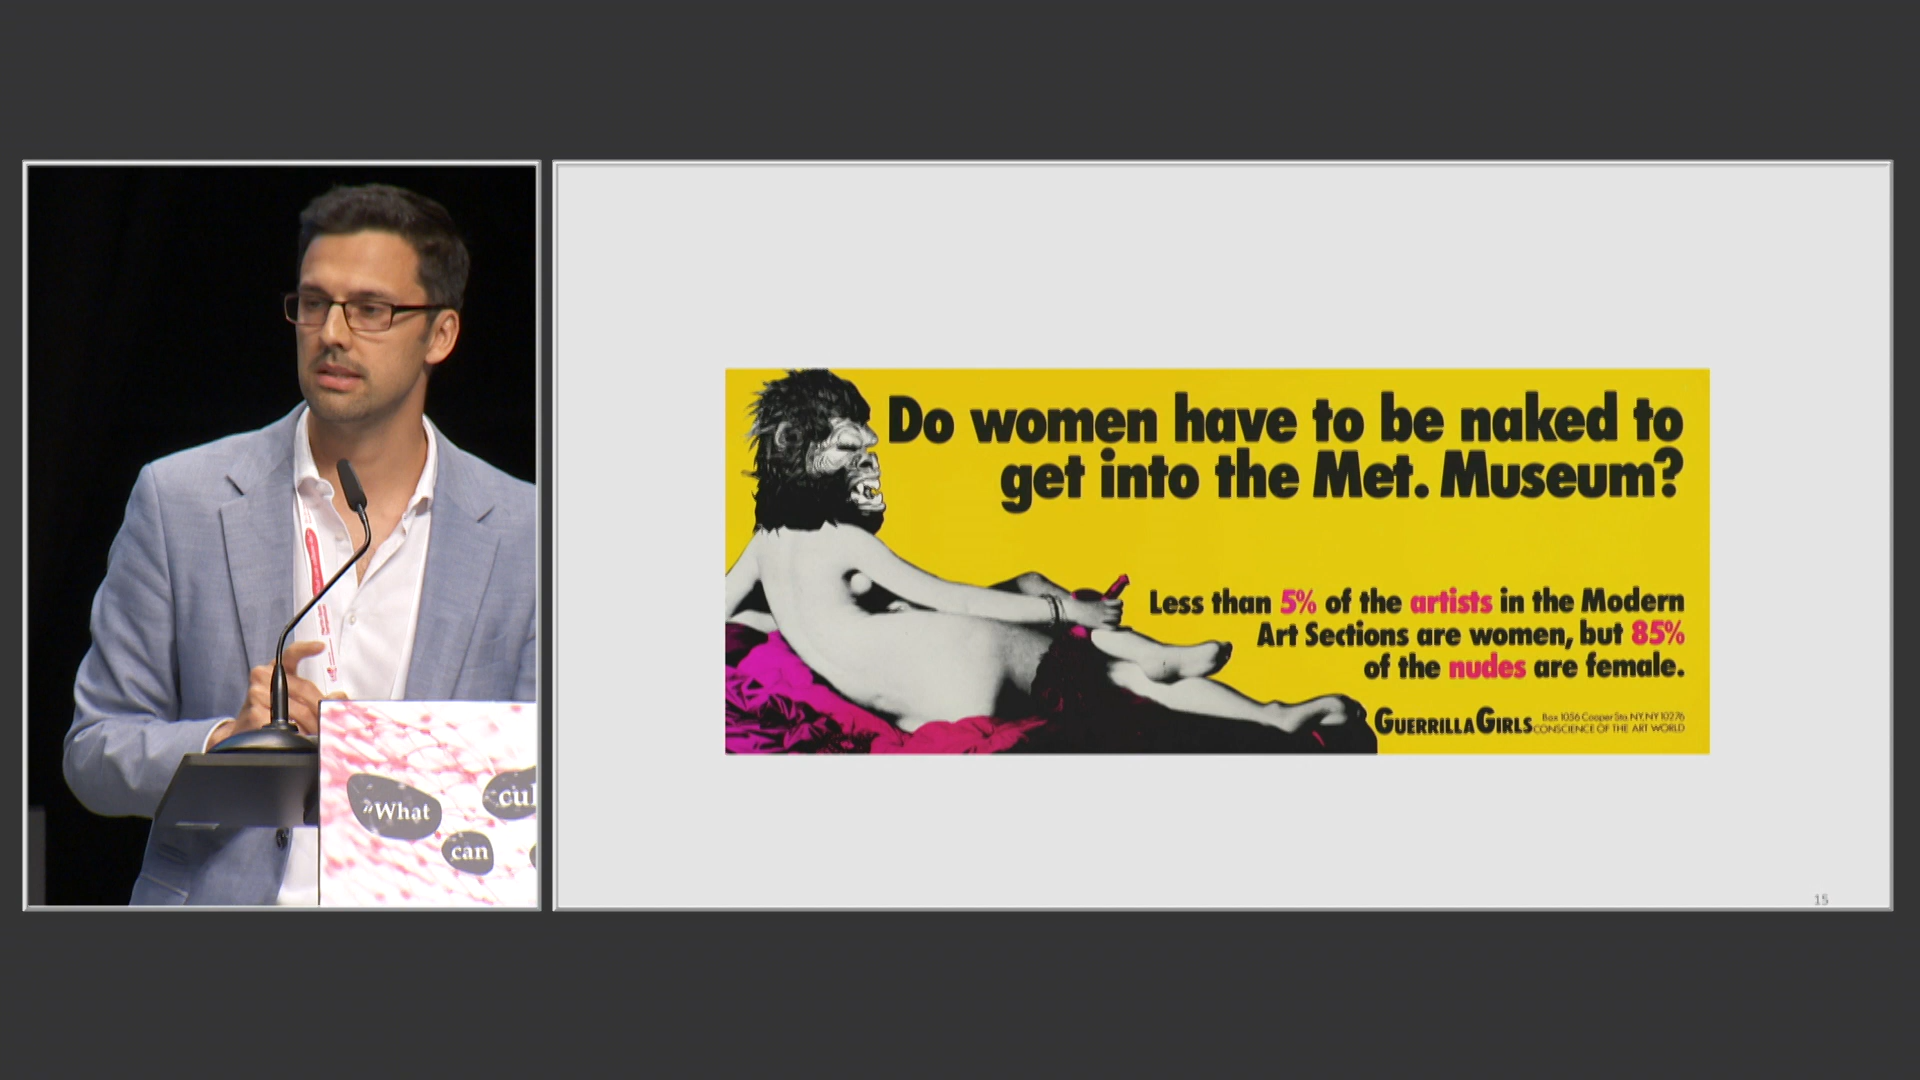 »What
cul
can
Do women have to be naked to
get into the Met. Museum?
Less than 5% of the artists in the Modern
Art Sections are women, but 85%
of the nudes are female.
GUERRILLA GIRLS Box 1056 Cooper Sta. NY, NY 10276
CONSCIENCE OF THE ART WORLD
15